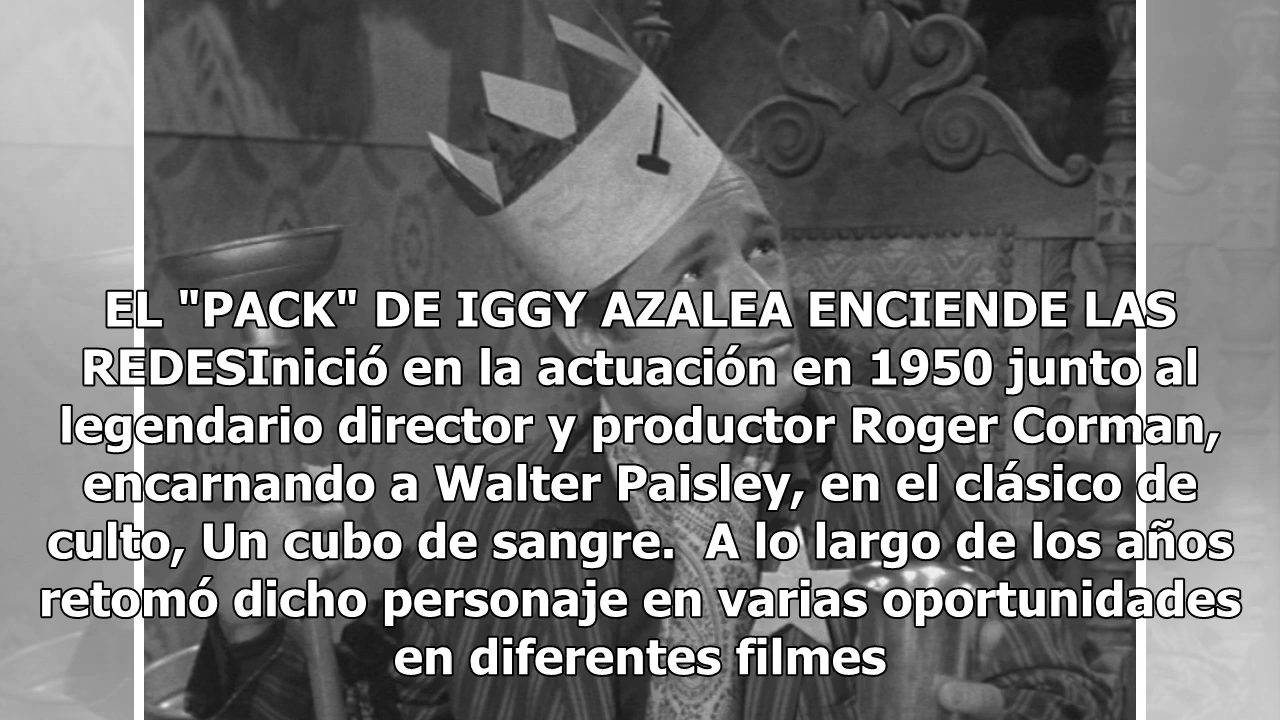 EL "PACK" DE IGGY AZALEA ENCIENDE LAS
REDESInició en la actuación en 1950 junto al
legendario director y productor Roger Corman,
encarnando a Walter Paisley, en el clásico de
culto, Un cubo de sangre.  A lo largo de los años
retomó dicho personaje en varias oportunidades
en diferentes filmes